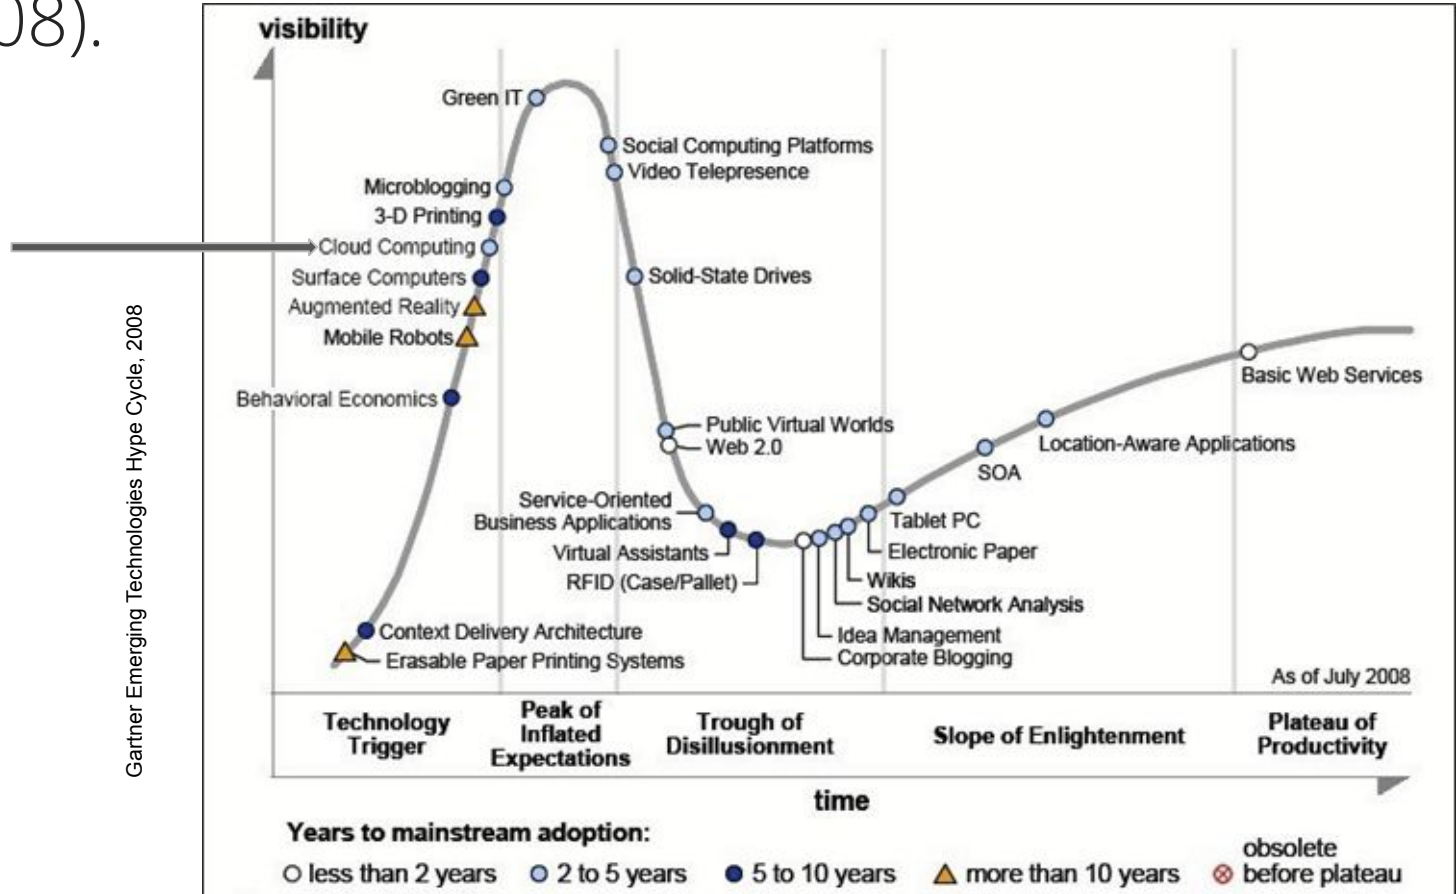 08).
Gartner Emerging Technologies Hype Cycle, 2008
visibility
Green IT
Social Computing Platforms
Video Telepresence
Microblogging
3-D Printing
Cloud Computing
Surface Computers
Solid-State Drives
Augmented Reality
Mobile Robots
Behavioral Economics
Basic Web Services
Public Virtual Worlds
Web 2.0
Location-Aware Applications
SOA
Service-Oriented
Business Applications
Virtual Assistants
RFID (Case/Pallet)
Tablet PC
Electronic Paper
Wikis
Social Network Analysis
Idea Management
Corporate Blogging
Context Delivery Architecture
Erasable Paper Printing Systems
As of July 2008
Technology
Trigger
Peak of
Inflated
Expectations
Trough of
Disillusionment
Slope of Enlightenment
Plateau of
Productivity
time
Years to mainstream adoption:
less than 2 years
2 to 5 years
5 to 10 years
more than 10 years
obsolete
before plateau